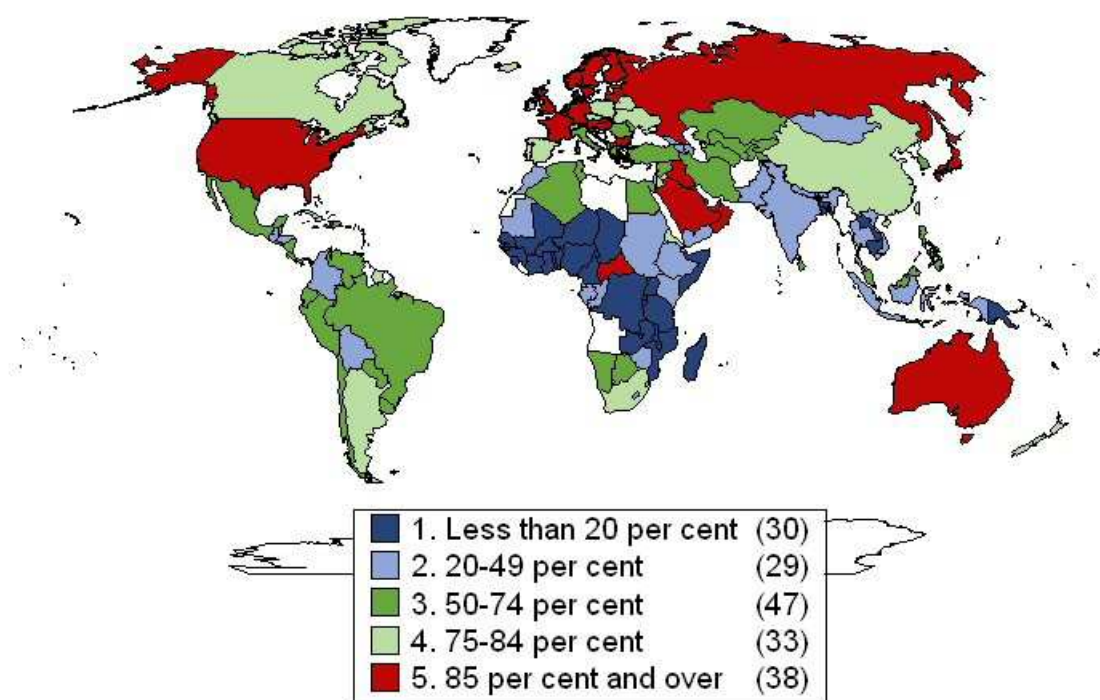 1. Less than 20 per cent (30)
2. 20-49 per cent (29)
3. 50-74 per cent (47)
4. 75-84 per cent (33)
5. 85 per cent and over (38)